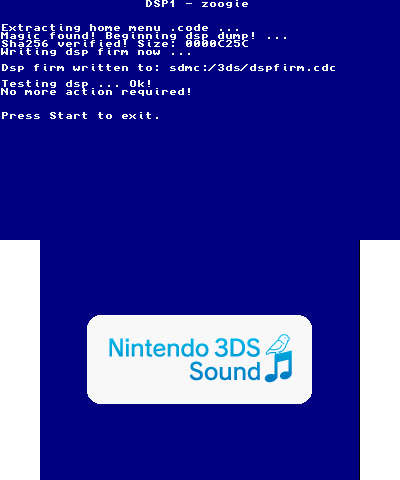 DSP1 - zoogie
Extracting home menu .code ...
Magic found! Beginning dsp dump! ...
Sha256 verified! Size: 0000C25C
Writing dsp firm now ...
Dsp firm written to: sdmc:/3ds/dspfirm.cdc
Testing dsp ... Ok!
No more action required!
Press Start to exit.
Nintendo 3DS
Sound